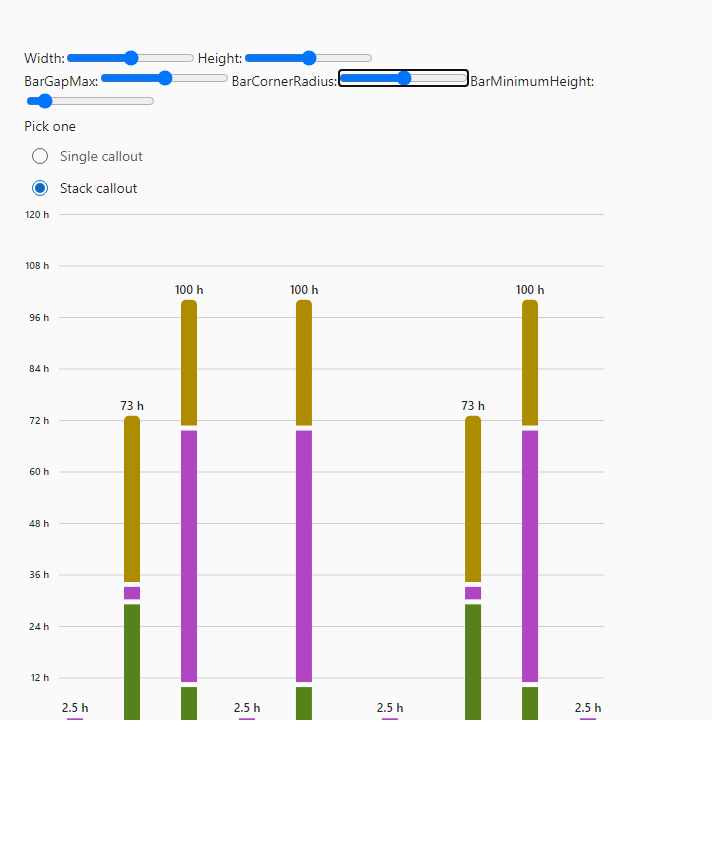 Width: Height:
BarGapMax: BarCornerRadius: BarMinimumHeight:
Pick one
Single callout
Stack callout
120 h
108 h
100 h 100 h 100 h
96 h
84 h
73 h 73 h
72 h
60 h
48 h
36 h
24 h
12 h
2.5 h 2.5 h 2.5 h 2.5 h